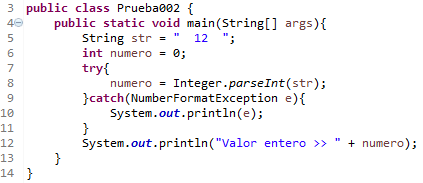 3 public class Prueba002 {
4 public static void main(String[] args){
5 String str = "  12  ";
6 int numero = 0;
7 try{
8 numero = Integer.parseInt(str);
9 }catch(NumberFormatException e){
10 System.out.println(e);
11 }
12 System.out.println("Valor entero >> " + numero);
13 }
14 }